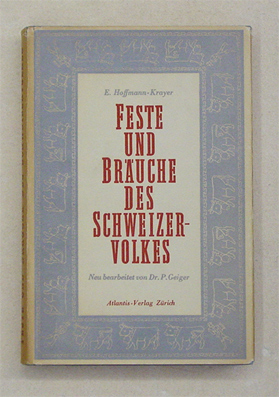 E. Hoffmann-Krayer
FESTE
UND
BRÄUCHE
DES
SCHWEIZER-
VOLKES
Neu bearbeitet von Dr. P. Geiger
Atlantis-Verlag Zürich